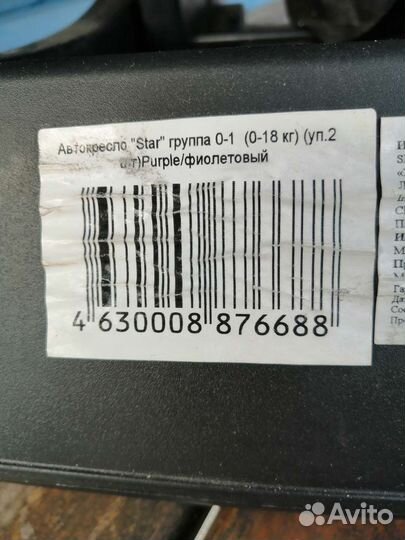 Автокресло "Star" группа 0-1 (0-18 кг) (уп.2
шт)Purple/фиолетовый
4 630008 876688
Avito